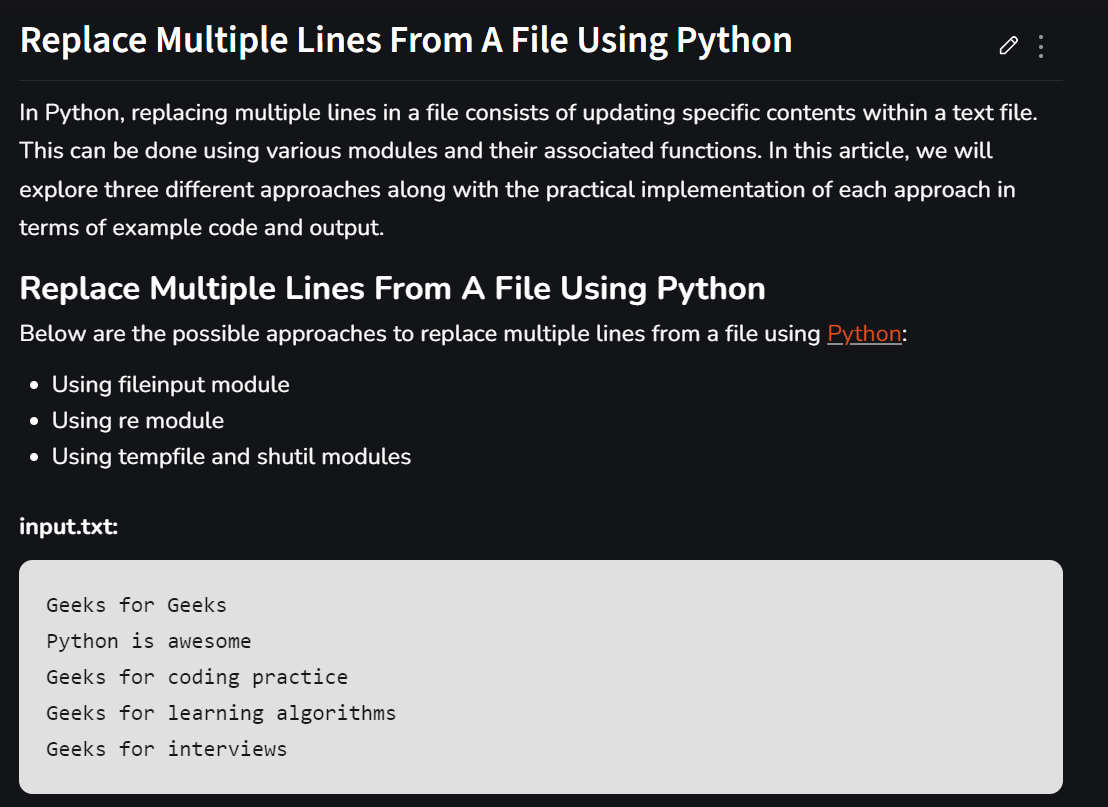 Replace Multiple Lines From A File Using Python
In Python, replacing multiple lines in a file consists of updating specific contents within a text file.
This can be done using various modules and their associated functions. In this article, we will
explore three different approaches along with the practical implementation of each approach in
terms of example code and output.
Replace Multiple Lines From A File Using Python
Below are the possible approaches to replace multiple lines from a file using Python:
• Using fileinput module
• Using re module
• Using tempfile and shutil modules
input.txt:
Geeks for Geeks
Python is awesome
Geeks for coding practice
Geeks for learning algorithms
Geeks for interviews